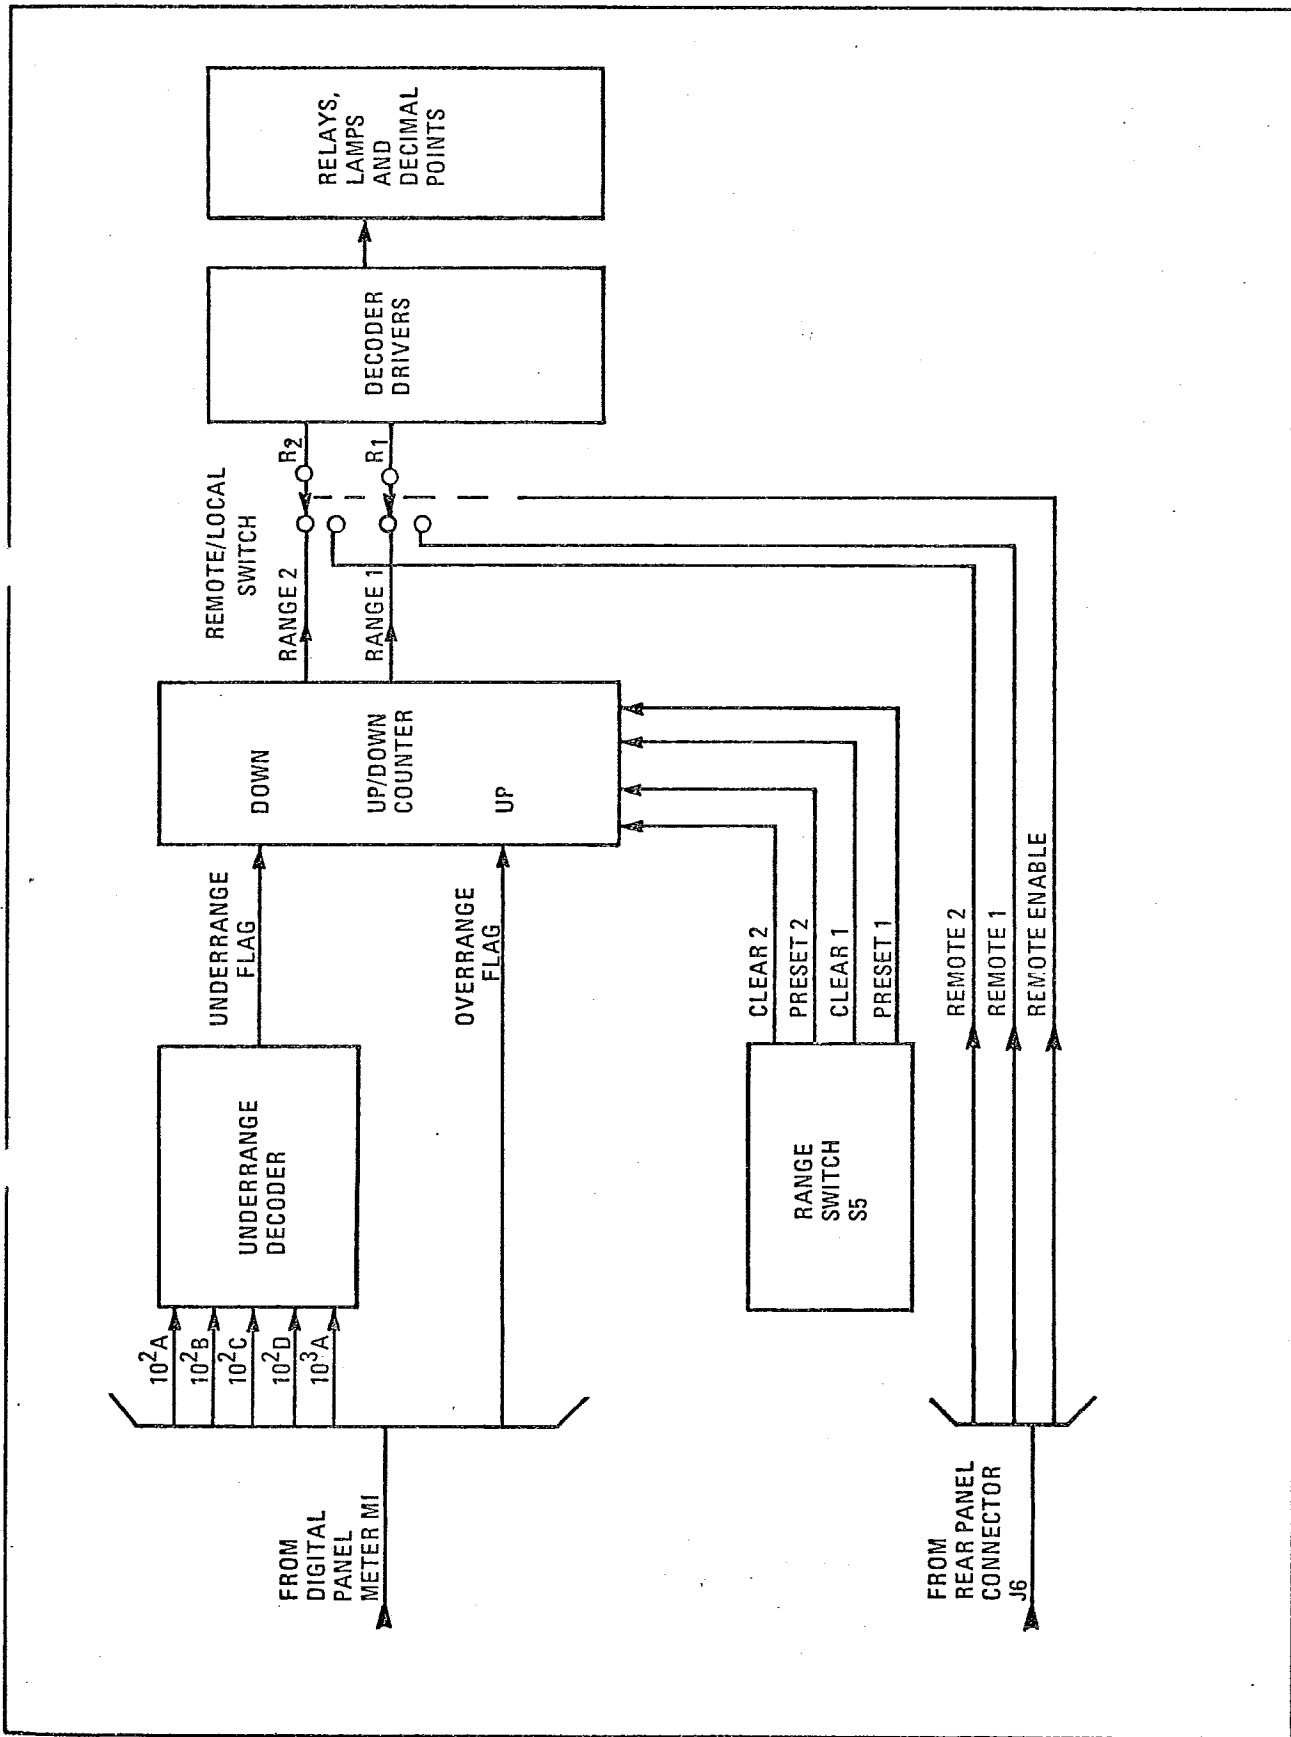 FROM
DIGITAL
PANEL
METER M1
10²A
10²B
10²C
10²D
10³A
UNDERRANGE
DECODER
UNDERRANGE
FLAG
OVERRANGE
FLAG
DOWN
UP/DOWN
COUNTER
UP
RANGE 2
RANGE 1
REMOTE/LOCAL
SWITCH
R2
R1
DECODER
DRIVERS
RELAYS,
LAMPS
AND
DECIMAL
POINTS
RANGE
SWITCH
S5
CLEAR 2
PRESET 2
CLEAR 1
PRESET 1
FROM
REAR PANEL
CONNECTOR
J6
REMOTE 2
REMOTE 1
REMOTE ENABLE